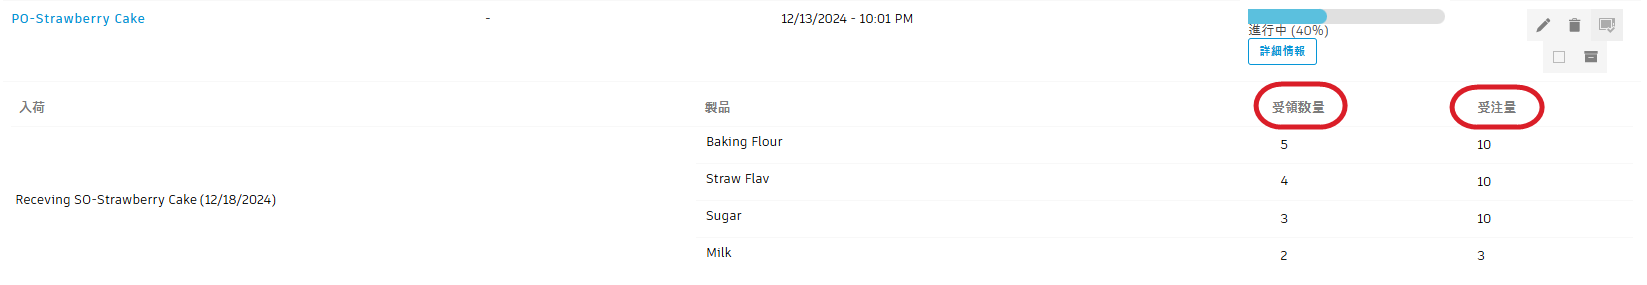 PO-Strawberry Cake - 12/13/2024 - 10:01 PM
進行中 (40%)
詳細情報
入荷 製品 受領数量 受注量
Baking Flour 5 10
Straw Flav 4 10
Receving SO-Strawberry Cake (12/18/2024)
Sugar 3 10
Milk 2 3